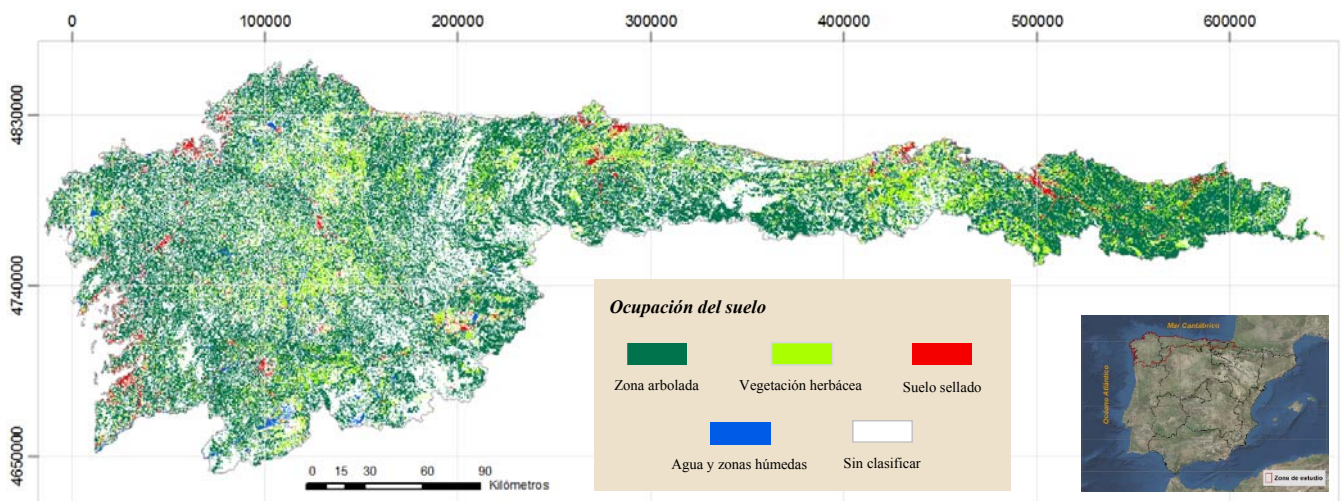 0 100000 200000 300000 400000 500000 600000
4830000
4740000
4650000
Ocupación del suelo
Zona arbolada
Vegetación herbácea
Suelo sellado
Agua y zonas húmedas
Sin clasificar
0 15 30 60 90
Kilómetros
Mar Cantábrico
Océano Atlántico
Zona de estudio